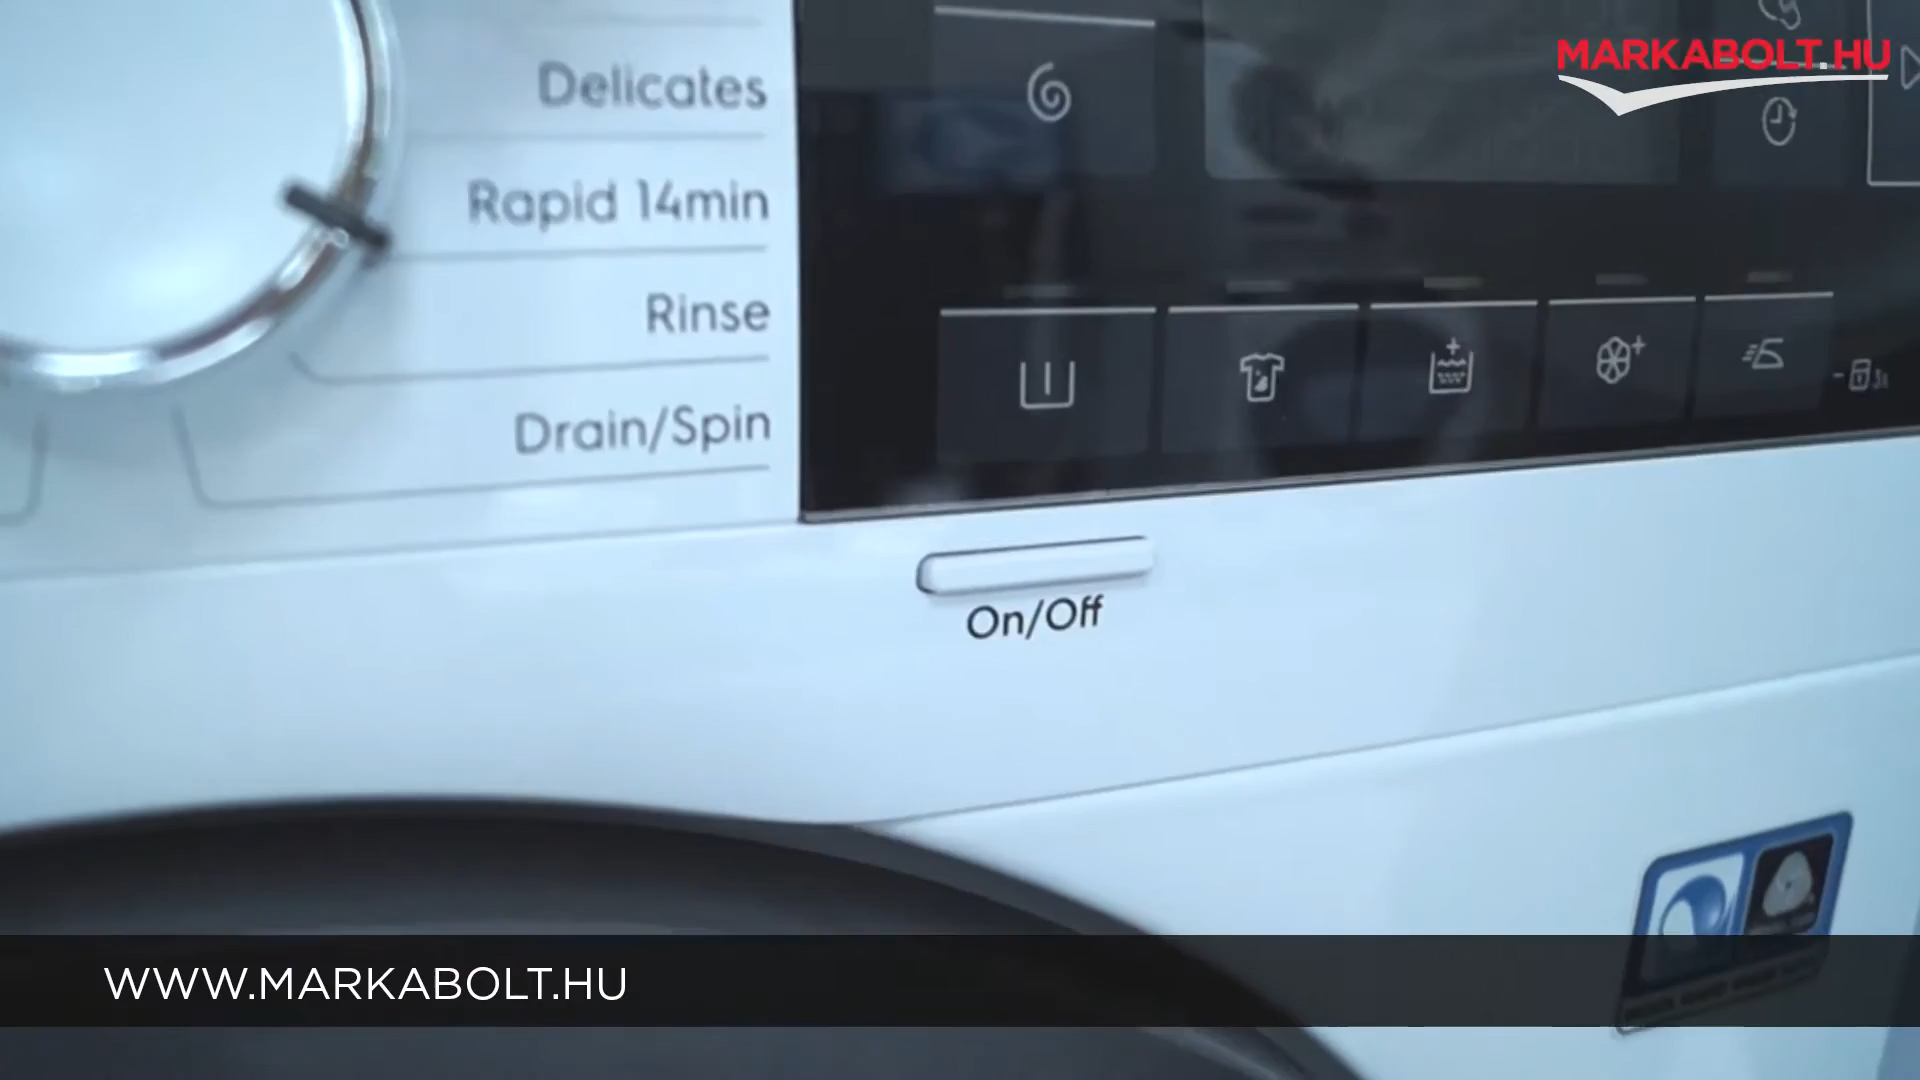 MARKABOLT.HU
Delicates
Rapid 14min
Rinse
Drain/Spin
On/Off
WWW.MARKABOLT.HU